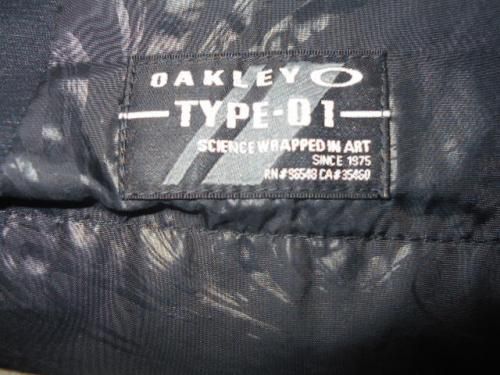 OAKLEY
TYPE-01
SCIENCE WRAPPED IN ART
SINCE 1975
RN#96548 CA#35460